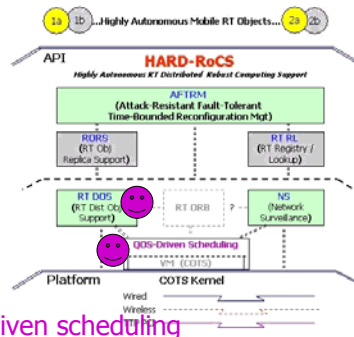 1a 1b ...Highly Autonomous Mobile RT Objects... 2a 2b
API
HARD-RoCS
Highly Autonomous RT Distributed Robust Computing Support
AFTRM
(Attack-Resistant Fault-Tolerant
Time-Bounded Reconfiguration Mgt)
RORS
(RT Obj
Replica Support)
RT RL
(RT Registry /
Lookup)
RT DOS
(RT Dist Obj
Support)
RT ORB
?
NS
(Network
Surveillance)
QOS-Driven Scheduling
VM (COTS)
Platform
COTS Kernel
Wired
Wireless
iven scheduling